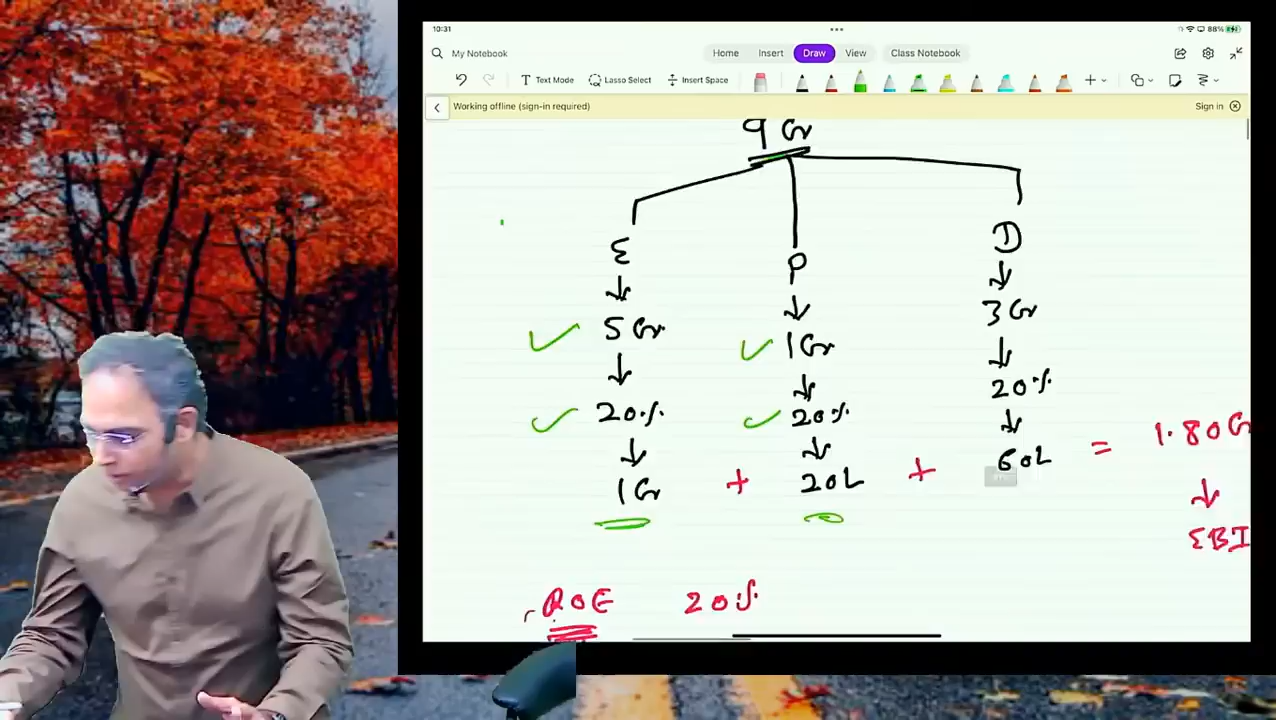 10:31
88%
My Notebook
Home Insert Draw View Class Notebook
Text Mode Lasso Select Insert Space
Working offline (sign-in required) Sign in
9 Cr
E P D
5 Cr 1 Cr 3 Cr
20% 20% 20%
1 Cr + 20L + 60L = 1.80 Cr
EBI
ROE 20%